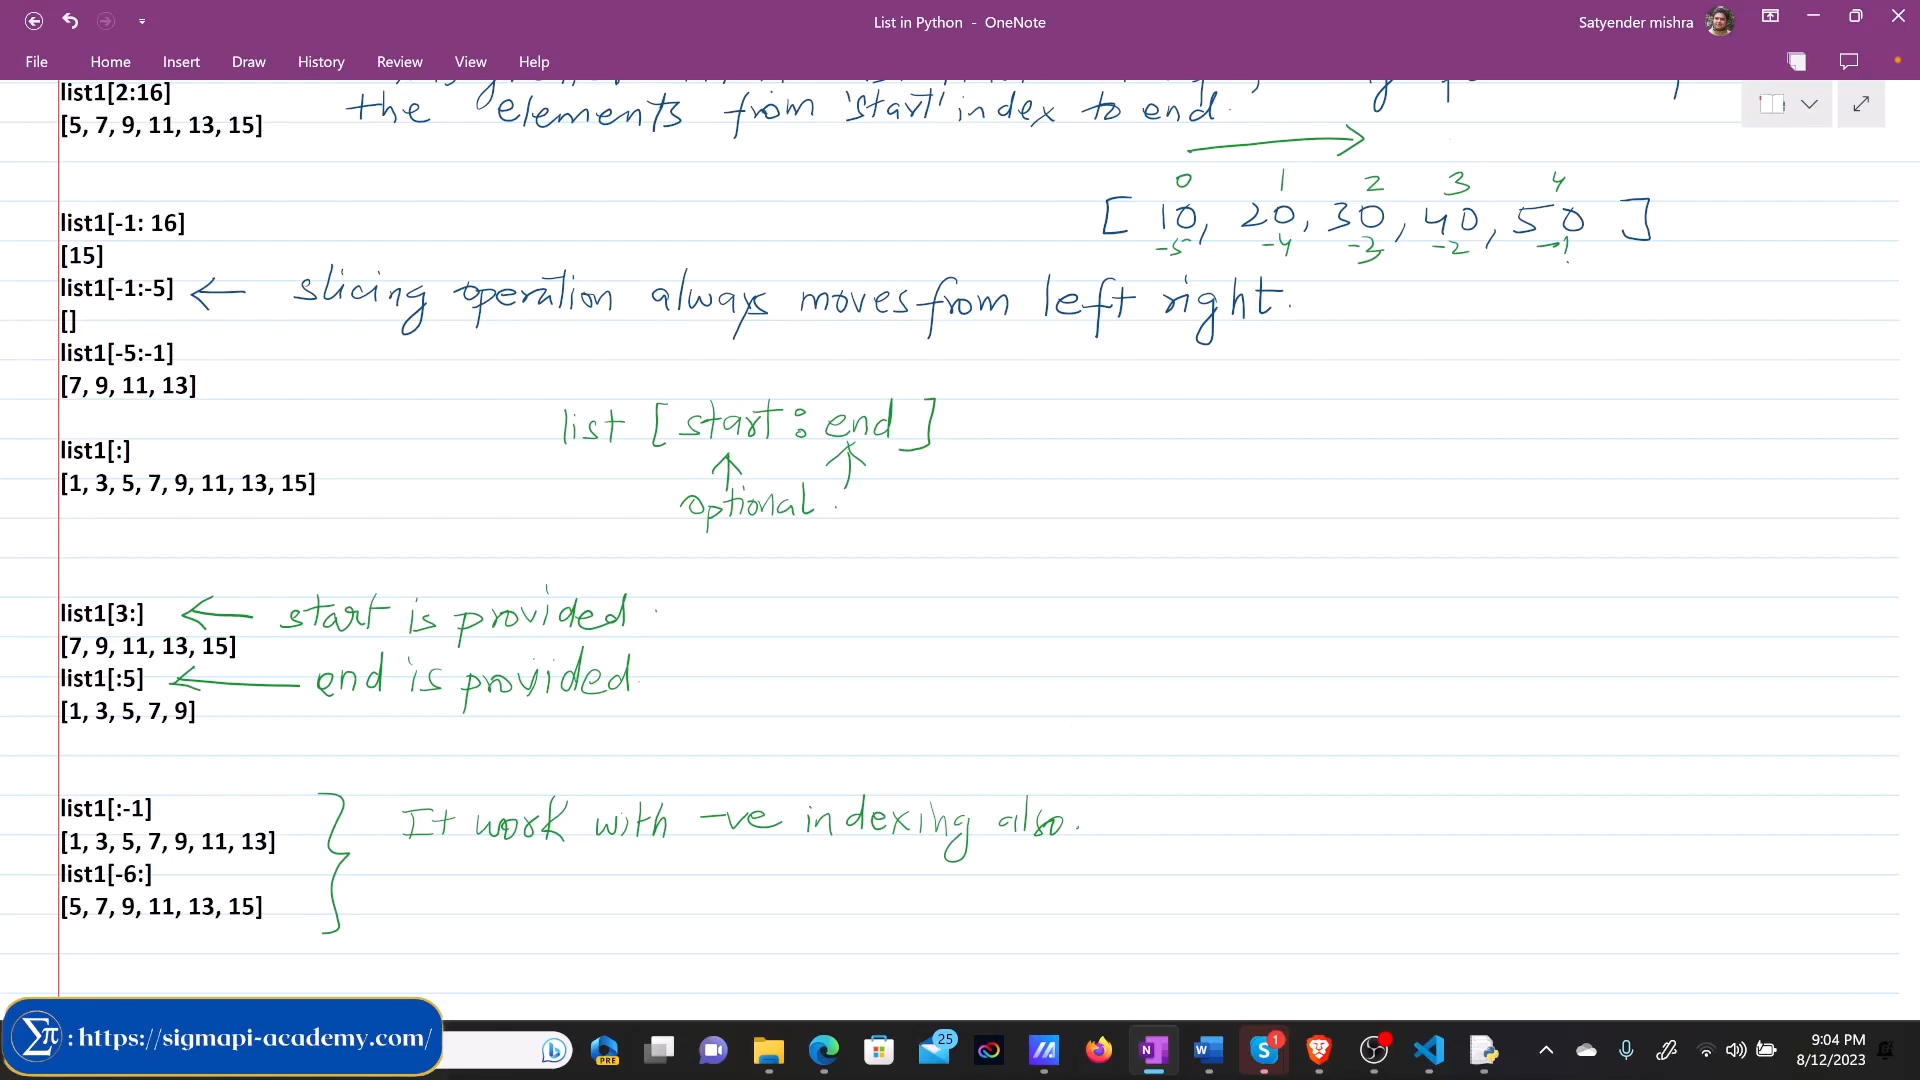 List in Python - OneNote
Satyender mishra
File Home Insert Draw History Review View Help
list1[2:16]
[5, 7, 9, 11, 13, 15]
the elements from 'start' index to end.
0 1 2 3 4
[ 10, 20, 30, 40, 50 ]
-5 -4 -3 -2 -1
list1[-1: 16]
[15]
list1[-1:-5] ← slicing operation always moves from left right.
[]
list1[-5:-1]
[7, 9, 11, 13]
list [ start : end ]
optional.
list1[:]
[1, 3, 5, 7, 9, 11, 13, 15]
list1[3:] ← start is provided.
[7, 9, 11, 13, 15]
list1[:5] ← end is provided.
[1, 3, 5, 7, 9]
list1[:-1]
[1, 3, 5, 7, 9, 11, 13]
It work with -ve indexing also.
list1[-6:]
[5, 7, 9, 11, 13, 15]
Σπ : https://sigmapi-academy.com/
PRE
25
1
9:04 PM
8/12/2023